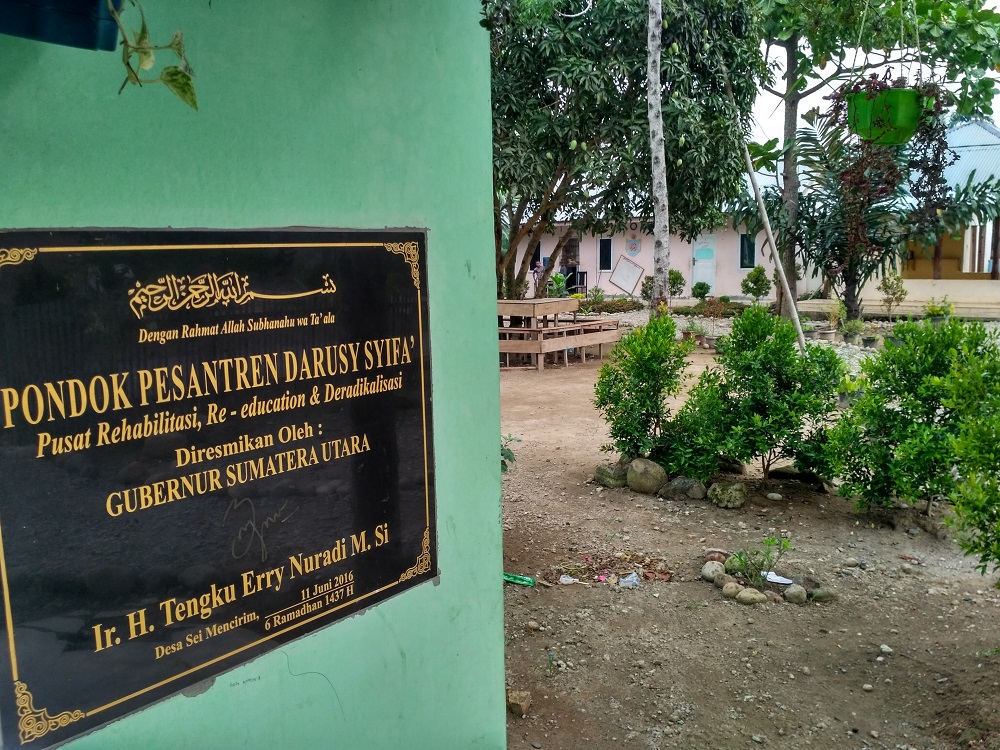 بسم الله الرحمن الرحيم
Dengan Rahmat Allah Subhanahu wa Ta' ala
PONDOK PESANTREN DARUSY SYIFA'
Pusat Rehabilitasi, Re - education & Deradikalisasi
Diresmikan Oleh :
GUBERNUR SUMATERA UTARA
Ir. H. Tengku Erry Nuradi M. Si
Desa Sei Mencirim, 11 Juni 2016
6 Ramadhan 1437 H